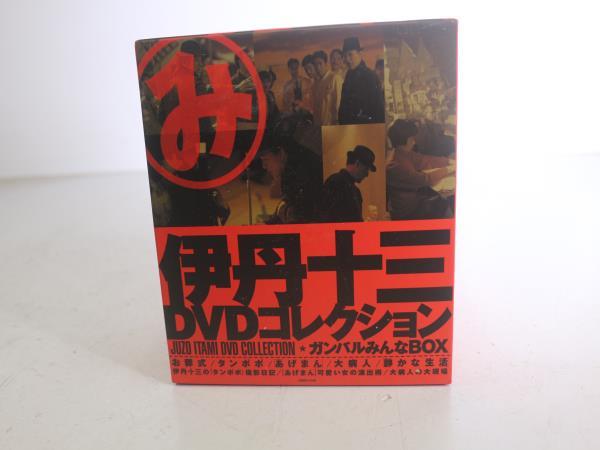 み
伊丹十三
DVDコレクション
JUZO ITAMI DVD COLLECTION ★ ガンバルみんなBOX
お葬式/タンポポ/あげまん/大病人/静かな生活
伊丹十三の「タンポポ」撮影日記/「あげまん」可愛い女の演出術/大病人の大現場